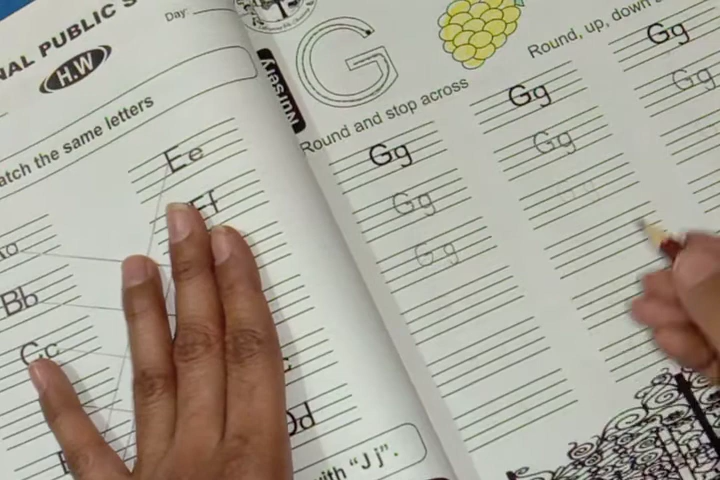 NAL PUBLIC S
Day:
H.W
atch the same letters
Ee
Ff
Bb
Cc
Dd
with "J j".
Nursery
G
Round and stop across
Round, up, down
Gg Gg Gg
Gg Gg Gg
Gg Gg